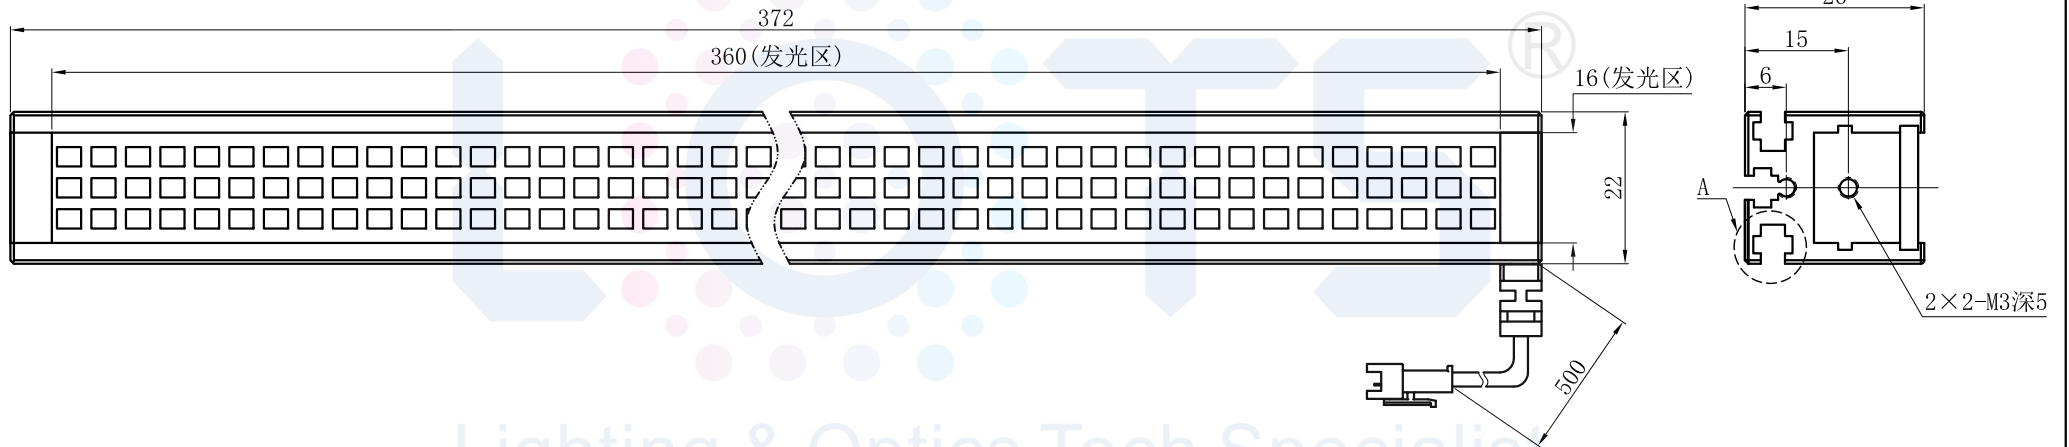 372
360(发光区)
16(发光区)
22
500
15
6
A
2×2-M3深5
LOTS®
Lighting & Optics Tech Specialist